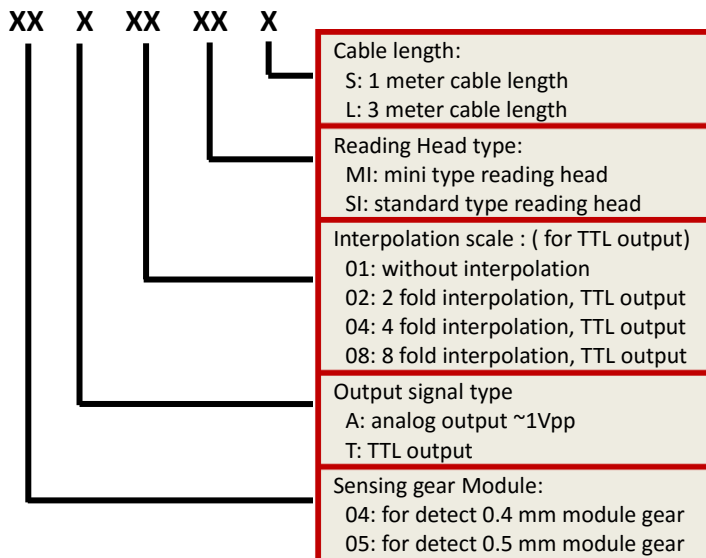 XX X XX XX X
Cable length:
S: 1 meter cable length
L: 3 meter cable length
Reading Head type:
MI: mini type reading head
SI: standard type reading head
Interpolation scale : ( for TTL output)
01: without interpolation
02: 2 fold interpolation, TTL output
04: 4 fold interpolation, TTL output
08: 8 fold interpolation, TTL output
Output signal type
A: analog output ~1Vpp
T: TTL output
Sensing gear Module:
04: for detect 0.4 mm module gear
05: for detect 0.5 mm module gear